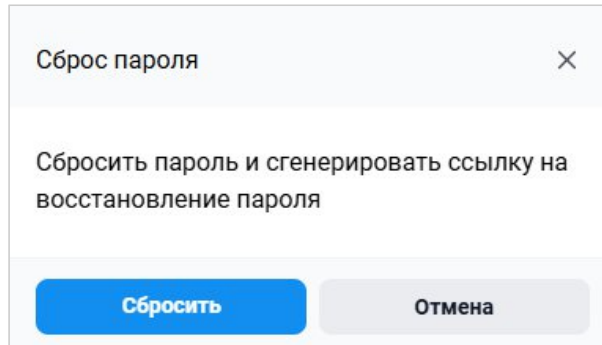 Сброс пароля
Сбросить пароль и сгенерировать ссылку на
восстановление пароля
Сбросить
Отмена